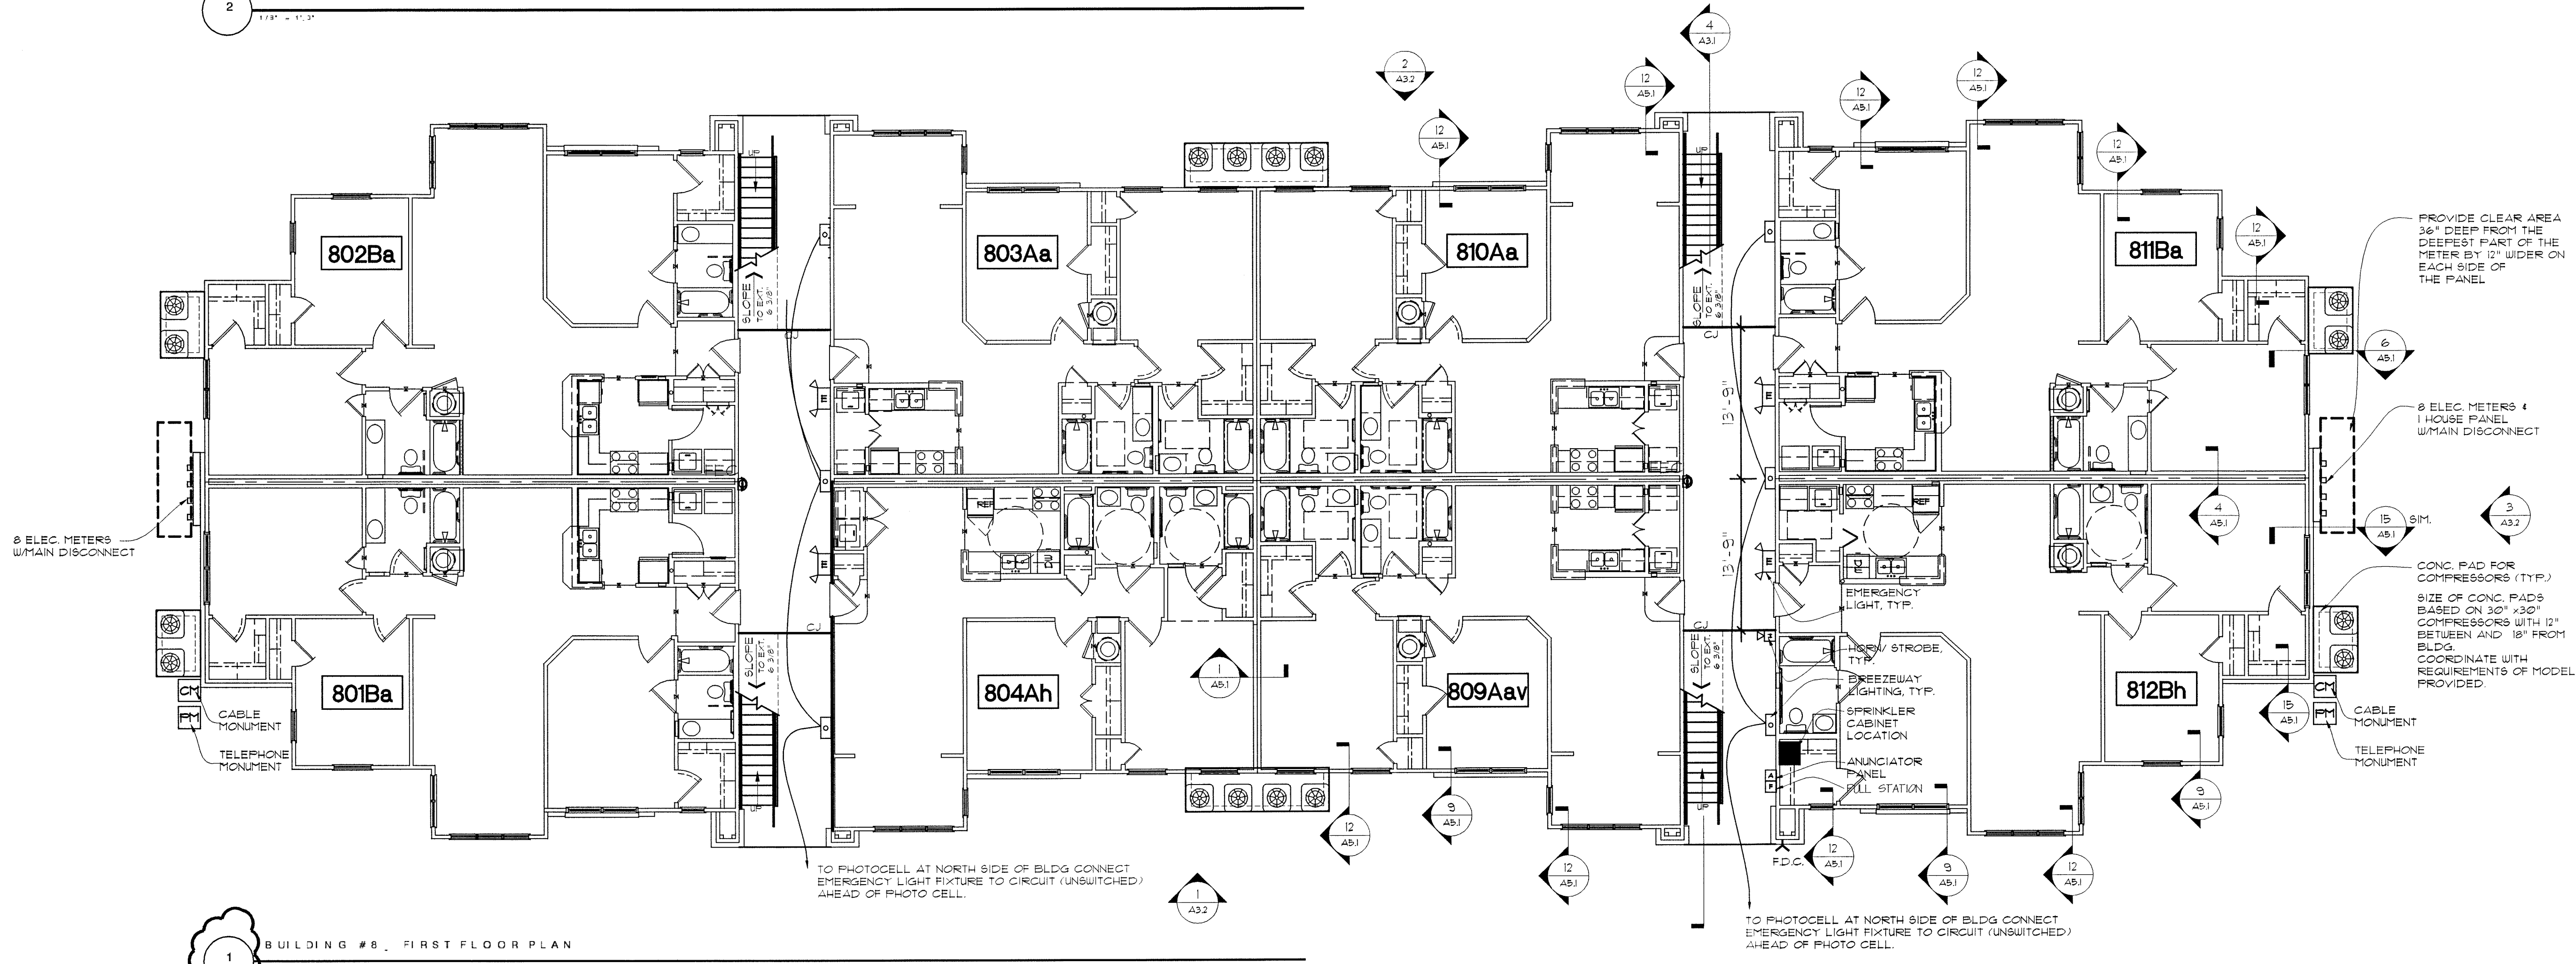 2
1/8" = 1'.3"
4
A3.1
2
A3.2
12
A5.1
12
A5.1
12
A5.1
12
A5.1
12
A5.1
12
A5.1
UP
UP
802Ba
803Aa
810Aa
811Ba
PROVIDE CLEAR AREA
36" DEEP FROM THE
DEEPEST PART OF THE
METER BY 12" WIDER ON
EACH SIDE OF
THE PANEL
SLOPE
TO EXT.
6 3/8"
SLOPE
TO EXT.
6 3/8"
CJ
CJ
6
A5.1
E
E
13'-9"
8 ELEC. METERS &
1 HOUSE PANEL
W/MAIN DISCONNECT
REF
REF
4
A5.1
15
A5.1
SIM.
3
A3.2
8 ELEC. METERS
W/MAIN DISCONNECT
E
E
13'-9"
DW
DW
EMERGENCY
LIGHT, TYP.
CONC. PAD FOR
COMPRESSORS (TYP.)
SIZE OF CONC. PADS
BASED ON 30" x30"
COMPRESSORS WITH 12"
BETWEEN AND 18" FROM
BLDG.
COORDINATE WITH
REQUIREMENTS OF MODEL
PROVIDED.
CJ
CJ
SLOPE
TO EXT.
6 3/8"
SLOPE
TO EXT.
6 3/8"
HORN/ STROBE,
TYP.
BREEZEWAY
LIGHTING, TYP.
SPRINKLER
CABINET
LOCATION
ANUNCIATOR
PANEL
PULL STATION
A
F
801Ba
804Ah
1
A5.1
809Aav
812Bh
CM
PM
CABLE
MONUMENT
TELEPHONE
MONUMENT
CM
PM
CABLE
MONUMENT
TELEPHONE
MONUMENT
15
A5.1
9
A5.1
UP
UP
12
A5.1
9
A5.1
12
A5.1
F.D.C.
12
A5.1
9
A5.1
12
A5.1
TO PHOTOCELL AT NORTH SIDE OF BLDG CONNECT
EMERGENCY LIGHT FIXTURE TO CIRCUIT (UNSWITCHED)
AHEAD OF PHOTO CELL.
1
A3.2
TO PHOTOCELL AT NORTH SIDE OF BLDG CONNECT
EMERGENCY LIGHT FIXTURE TO CIRCUIT (UNSWITCHED)
AHEAD OF PHOTO CELL.
1
BUILDING #8_ FIRST FLOOR PLAN